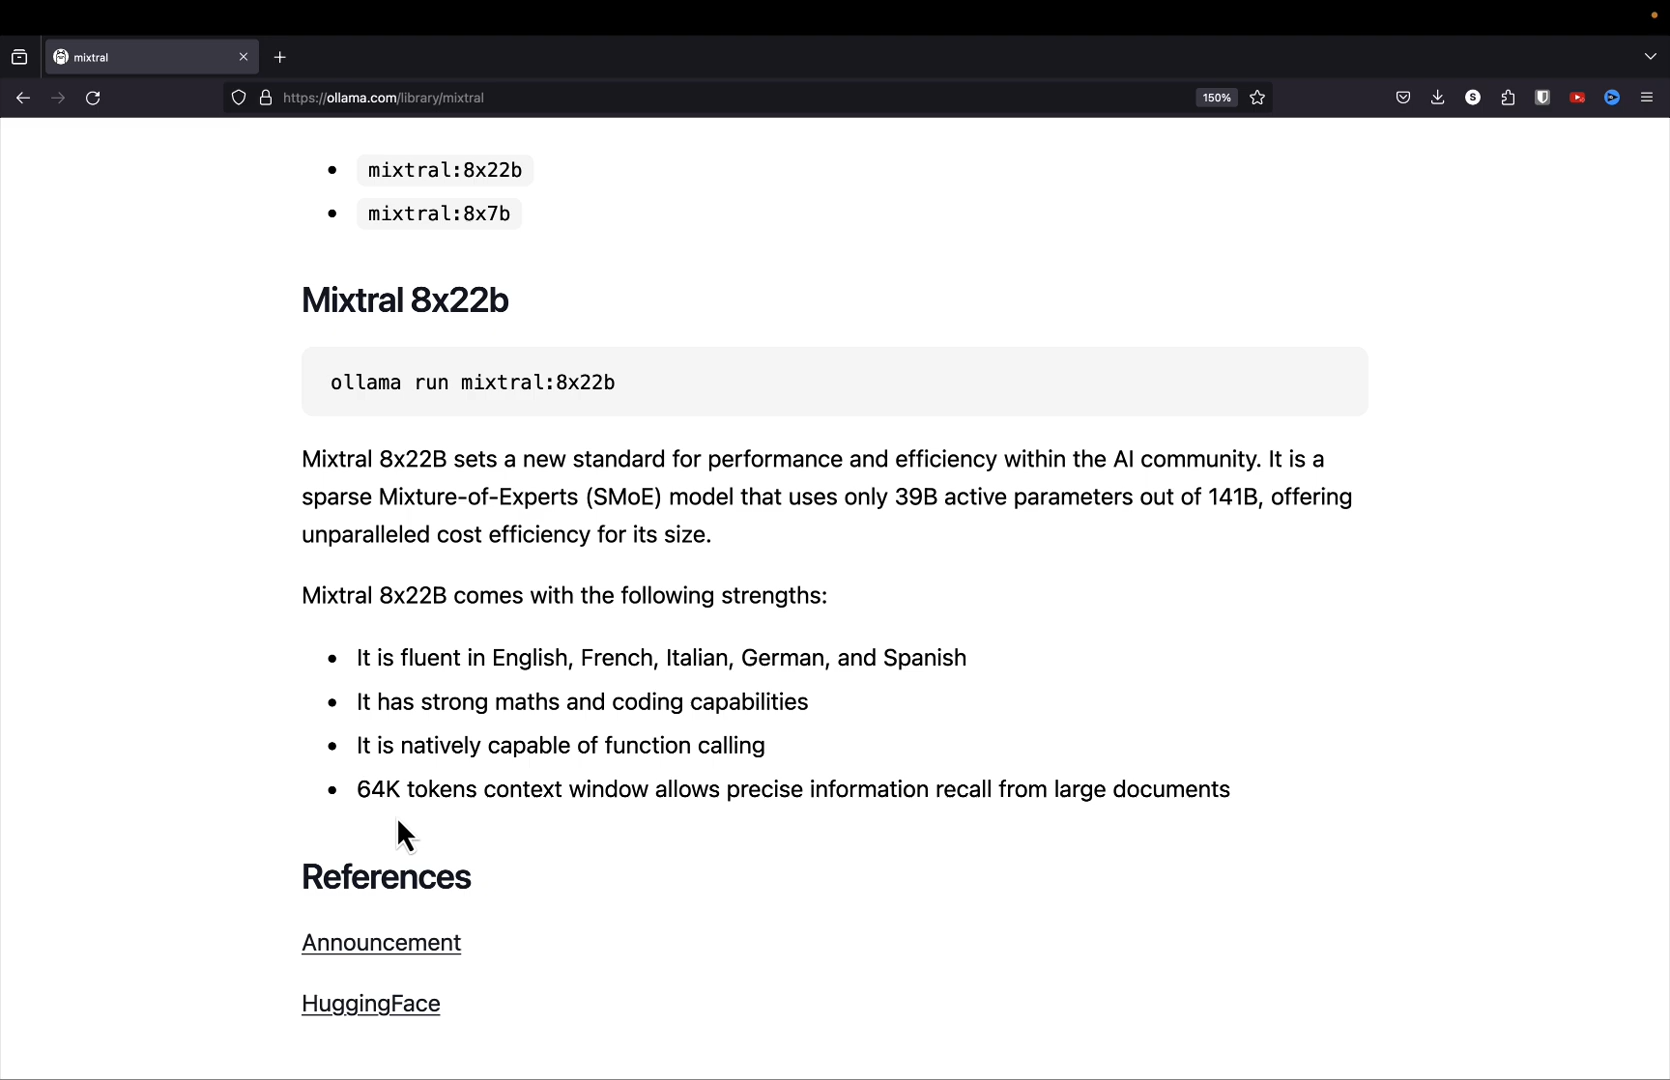 mixtral
https://ollama.com/library/mixtral
150%
S
mixtral:8x22b
mixtral:8x7b
Mixtral 8x22b
ollama run mixtral:8x22b
Mixtral 8x22B sets a new standard for performance and efficiency within the AI community. It is a
sparse Mixture-of-Experts (SMoE) model that uses only 39B active parameters out of 141B, offering
unparalleled cost efficiency for its size.
Mixtral 8x22B comes with the following strengths:
• It is fluent in English, French, Italian, German, and Spanish
• It has strong maths and coding capabilities
• It is natively capable of function calling
• 64K tokens context window allows precise information recall from large documents
References
Announcement
HuggingFace